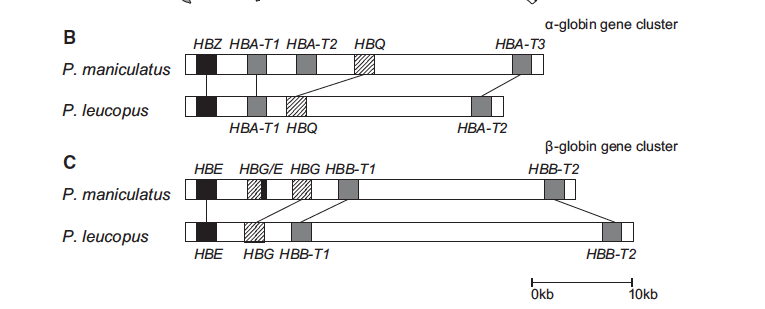 α-globin gene cluster
B
HBZ HBA-T1 HBA-T2 HBQ HBA-T3
P. maniculatus
P. leucopus
HBA-T1 HBQ HBA-T2
β-globin gene cluster
C
HBE HBG/E HBG HBB-T1 HBB-T2
P. maniculatus
P. leucopus
HBE HBG HBB-T1 HBB-T2
0kb 10kb